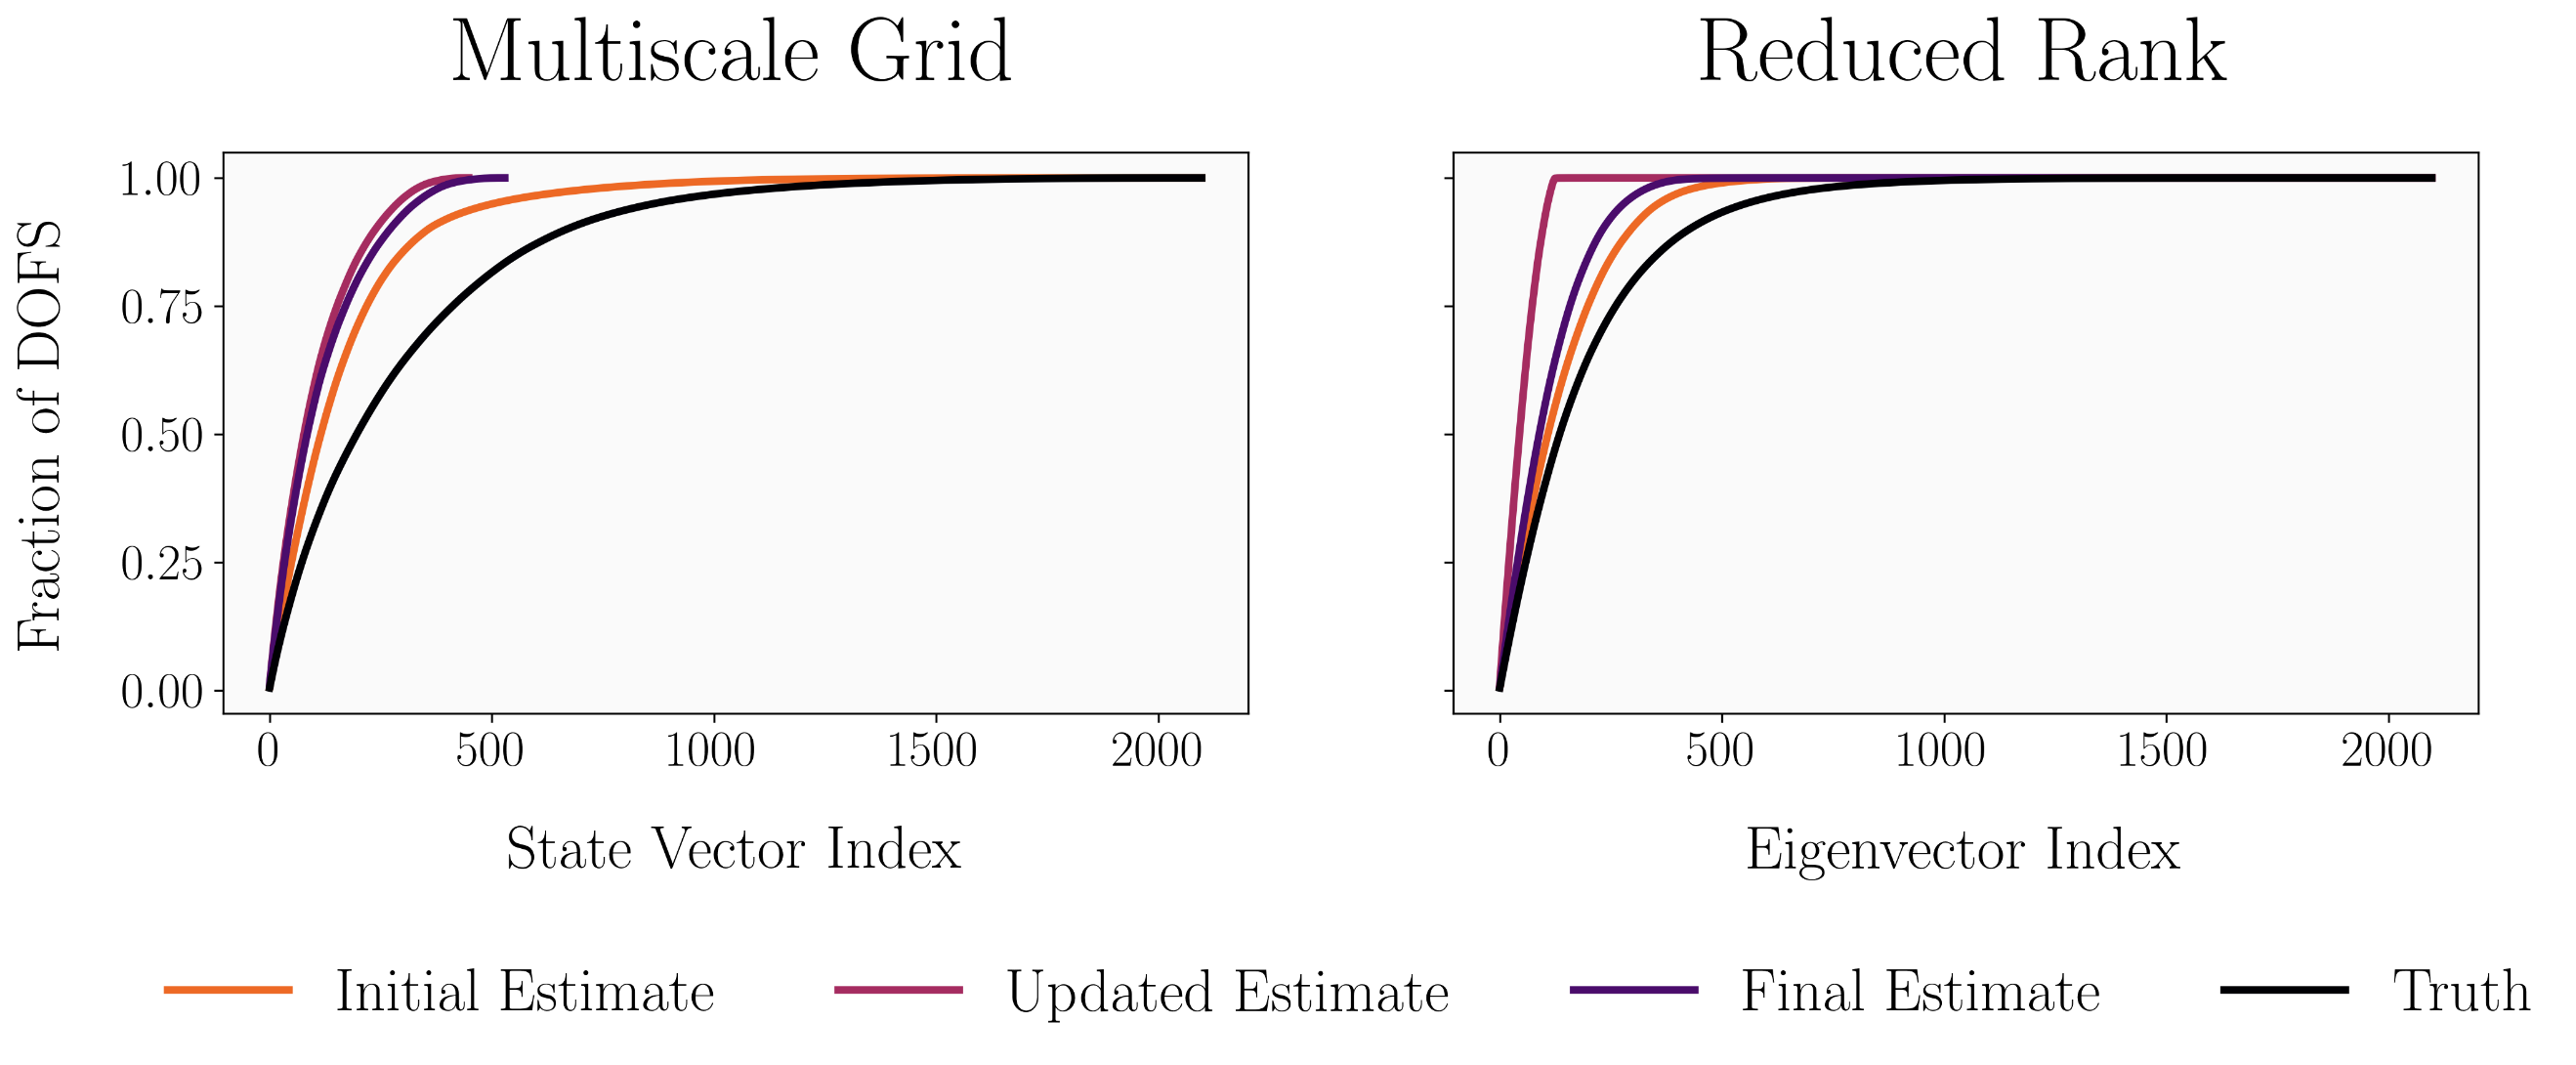 Multiscale Grid
Reduced Rank
Fraction of DOFS
1.00
0.75
0.50
0.25
0.00
0 500 1000 1500 2000
0 500 1000 1500 2000
State Vector Index
Eigenvector Index
Initial Estimate
Updated Estimate
Final Estimate
Truth